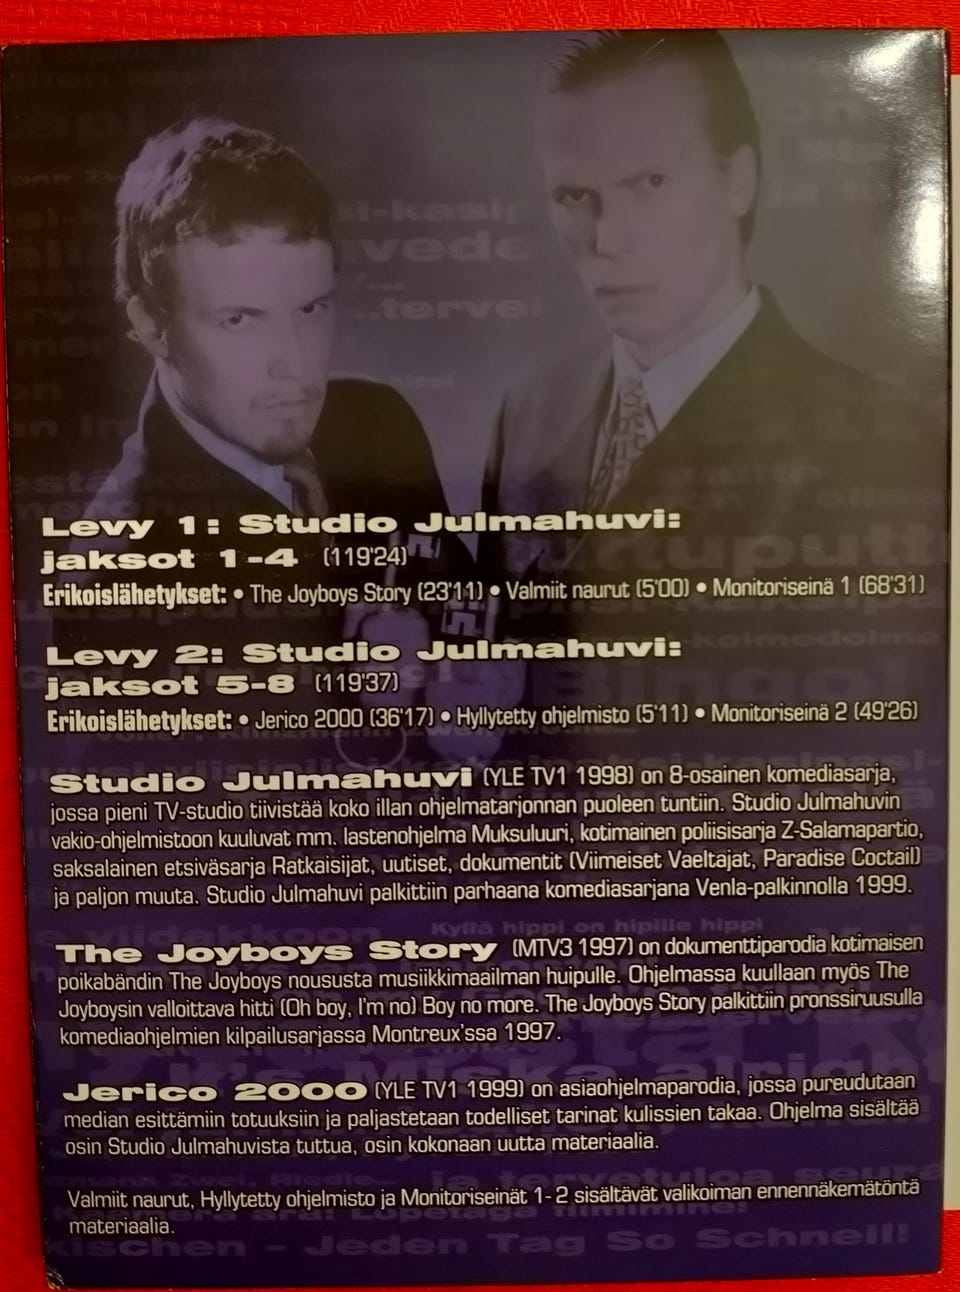 Levy 1: Studio Julmahuvi:
jaksot 1-4 (119'24)
Erikoislähetykset: • The Joyboys Story (23'11) • Valmiit naurut (5'00) • Monitoriseinä 1 (68'31)
Levy 2: Studio Julmahuvi:
jaksot 5-8 (119'37)
Erikoislähetykset: • Jerico 2000 (36'17) • Hyllytetty ohjelmisto (5'11) • Monitoriseinä 2 (49'26)
Studio Julmahuvi (YLE TV1 1998) on 8-osainen komediasarja,
jossa pieni TV-studio tiivistää koko illan ohjelmatarjonnan puoleen tuntiin. Studio Julmahuvin
vakio-ohjelmistoon kuuluvat mm. lastenohjelma Muksuluuri, kotimainen poliisisarja Z-Salamapartio,
saksalainen etsiväsarja Ratkaisijat, uutiset, dokumentit (Viimeiset Vaeltajat, Paradise Coctail)
ja paljon muuta. Studio Julmahuvi palkittiin parhaana komediasarjana Venla-palkinnolla 1999.
Kyllä hippi on hipille hippi
The Joyboys Story (MTV3 1997) on dokumenttiparodia kotimaisen
poikabändin The Joyboys noususta musiikkimaailman huipulle. Ohjelmassa kuullaan myös The
Joyboysin valloittava hitti (Oh boy, I'm no) Boy no more. The Joyboys Story palkittiin pronssiruusulla
komediaohjelmien kilpailusarjassa Montreux'ssa 1997.
Jerico 2000 (YLE TV1 1999) on asiaohjelmaparodia, jossa pureudutaan
median esittämiin totuuksiin ja paljastetaan todelliset tarinat kulissien takaa. Ohjelma sisältää
osin Studio Julmahuvista tuttua, osin kokonaan uutta materiaalia.
Valmiit naurut, Hyllytetty ohjelmisto ja Monitoriseinät 1-2 sisältävät valikoiman ennennäkemätöntä
materiaalia.
- Jeden Tag So Schnell!